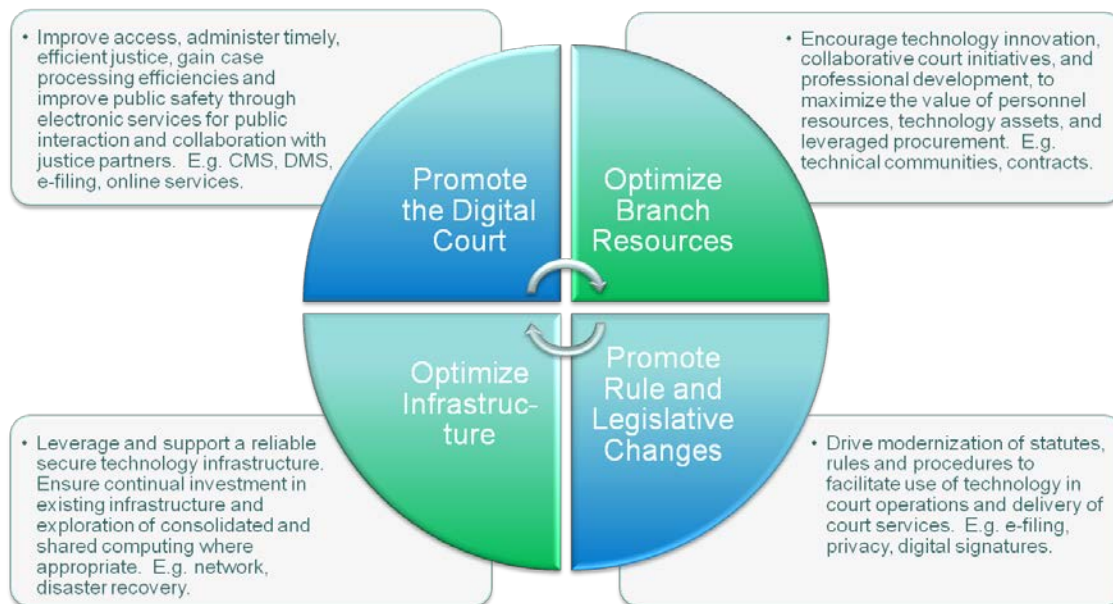 • Improve access, administer timely,
efficient justice, gain case
processing efficiencies and
improve public safety through
electronic services for public
interaction and collaboration with
justice partners.  E.g. CMS, DMS,
e-filing, online services.
• Encourage technology innovation,
collaborative court initiatives, and
professional development, to
maximize the value of personnel
resources, technology assets, and
leveraged procurement.  E.g.
technical communities, contracts.
Promote
the Digital
Court
Optimize
Branch
Resources
Optimize
Infrastruc-
ture
Promote
Rule and
Legislative
Changes
• Leverage and support a reliable
secure technology infrastructure.
Ensure continual investment in
existing infrastructure and
exploration of consolidated and
shared computing where
appropriate.  E.g. network,
disaster recovery.
• Drive modernization of statutes,
rules and procedures to
facilitate use of technology in
court operations and delivery of
court services.  E.g. e-filing,
privacy, digital signatures.